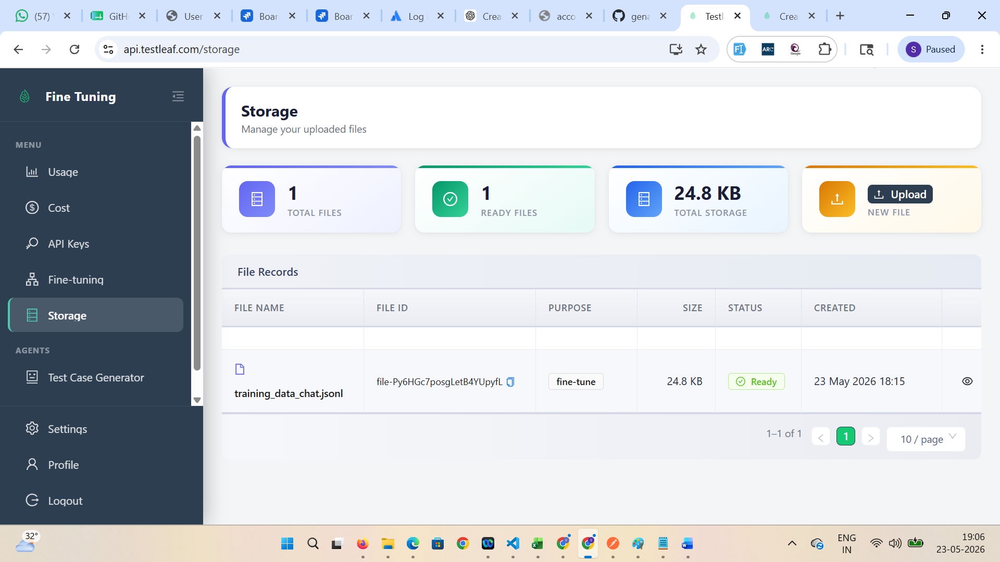 (57)
GitH
User
Boar
Boar
Log
Crea
acco
gena
Testl
Crea
api.testleaf.com/storage
ARC
Qeagle
S
Paused
Fine Tuning
MENU
Usage
Cost
API Keys
Fine-tuning
Storage
AGENTS
Test Case Generator
Settings
Profile
Logout
Storage
Manage your uploaded files
1
TOTAL FILES
1
READY FILES
24.8 KB
TOTAL STORAGE
Upload
NEW FILE
File Records
FILE NAME FILE ID PURPOSE SIZE STATUS CREATED
training_data_chat.jsonl file-Py6HGc7posgLetB4YUpyfL fine-tune 24.8 KB Ready 23 May 2026 18:15
1–1 of 1 < 1 > 10 / page
32°
ENG
IN
19:06
23-05-2026